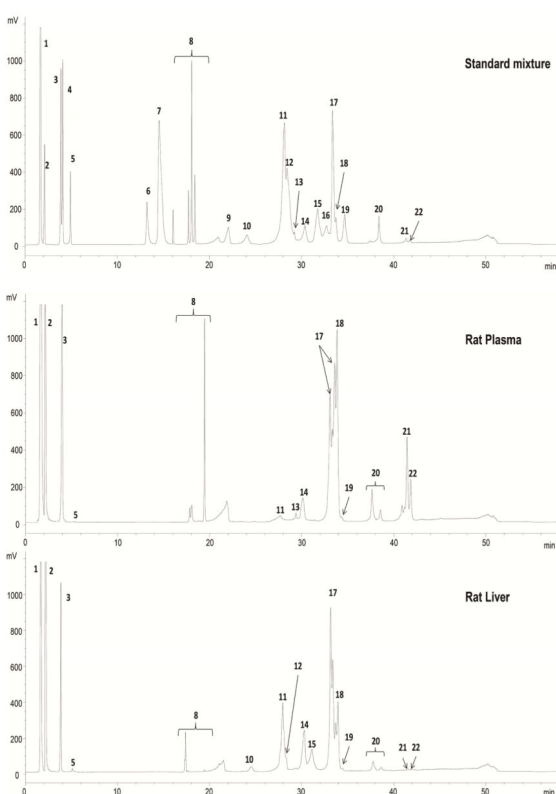 mV
1 8
1000 3 4 Standard mixture
17
800 7 11
12
600 2 5 13 18
400 6
15
200 9 10 14 16 19 20 21 22
0
0 10 20 30 40 50 min
mV
8
1 2 3 17 18 Rat Plasma
1000
800
600 21
400 22
14 20
200 5 11 13 19
0
0 10 20 30 40 50 min
mV
1 2 3 17 Rat Liver
1000
800 12
600 11 18
400 8 14
15 19 20
200 5 10 21 22
0
0 10 20 30 40 50 min